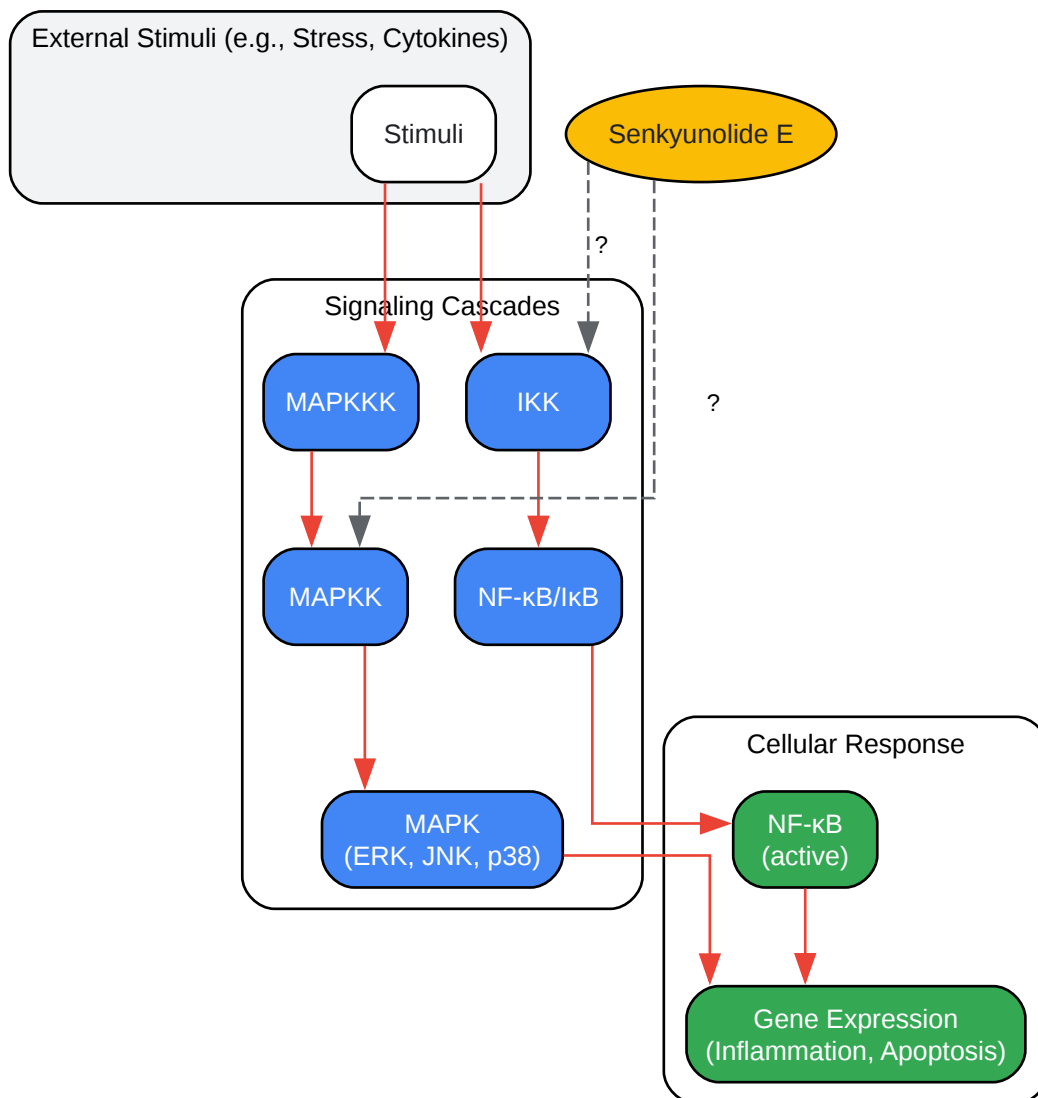 External Stimuli (e.g., Stress, Cytokines)
Stimuli
Senkyunolide E
?
Signaling Cascades
MAPKKK
IKK
?
MAPKK
NF-κB/IκB
Cellular Response
MAPK
(ERK, JNK, p38)
NF-κB
(active)
Gene Expression
(Inflammation, Apoptosis)